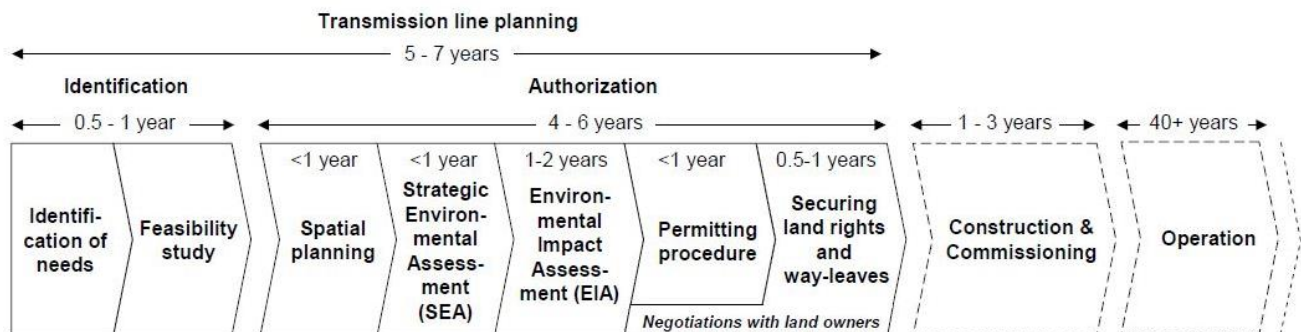 Transmission line planning
5 - 7 years
Identification
Authorization
0.5 - 1 year
4 - 6 years
1 - 3 years
40+ years
<1 year
<1 year
1-2 years
<1 year
0.5-1 years
Identifi-
cation of
needs
Feasibility
study
Spatial
planning
Strategic
Environ-
mental
Assess-
ment
(SEA)
Environ-
mental
Impact
Assess-
ment (EIA)
Permitting
procedure
Securing
land rights
and
way-leaves
Construction &
Commissioning
Operation
Negotiations with land owners